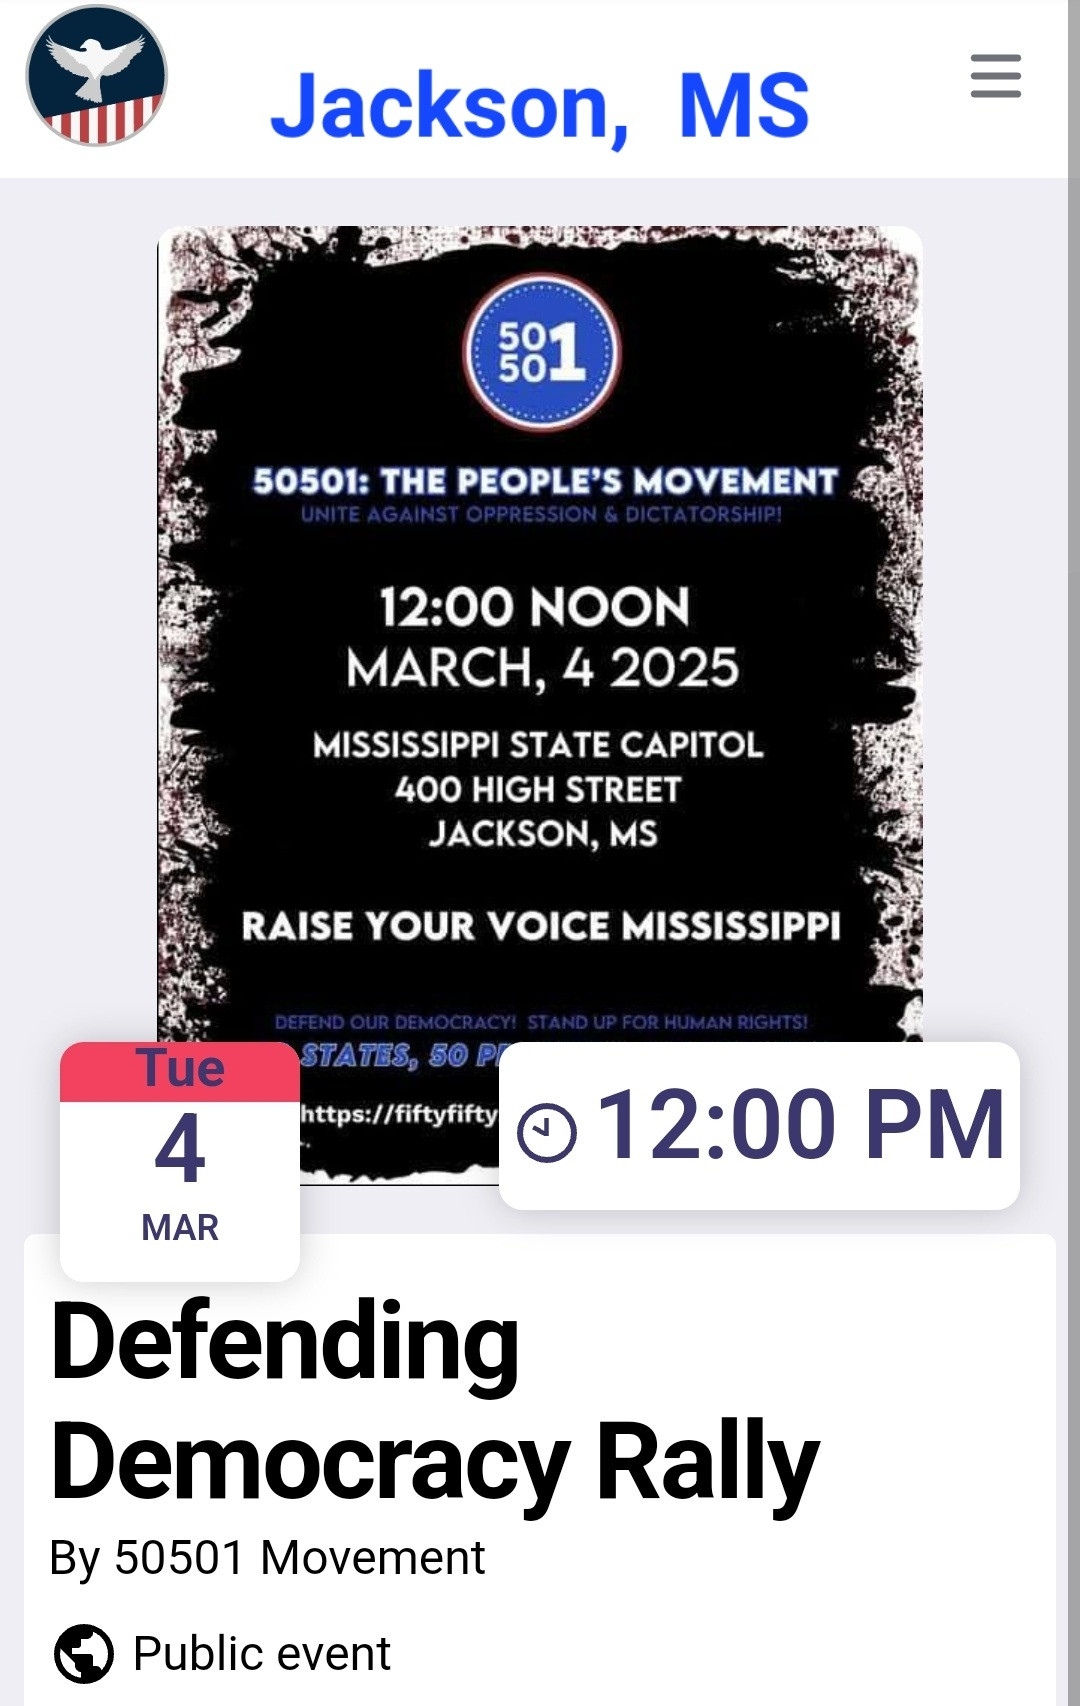 Jackson, MS
50
50 1
50501: THE PEOPLE'S MOVEMENT
UNITE AGAINST OPPRESSION & DICTATORSHIP!
12:00 NOON
MARCH, 4 2025
MISSISSIPPI STATE CAPITOL
400 HIGH STREET
JACKSON, MS
RAISE YOUR VOICE MISSISSIPPI
DEFEND OUR DEMOCRACY! STAND UP FOR HUMAN RIGHTS!
STATES, 50
https://fiftyfifty
Tue
4
MAR
12:00 PM
Defending
Democracy Rally
By 50501 Movement
Public event